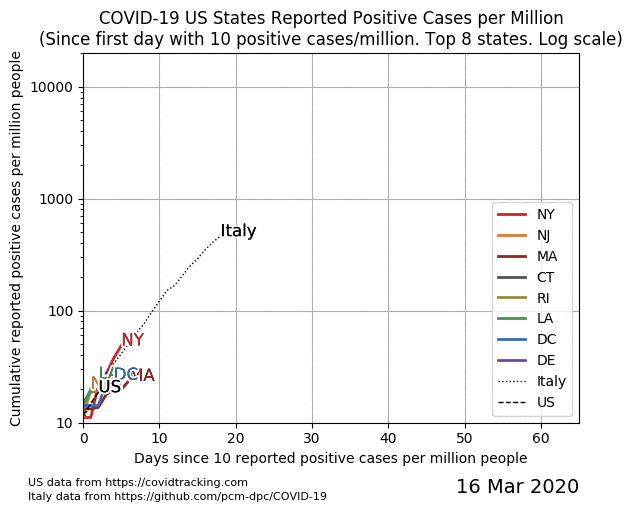 COVID-19 US States Reported Positive Cases per Million
(Since first day with 10 positive cases/million. Top 8 states. Log scale)
Cumulative reported positive cases per million people
10000
1000
100
10
Italy
NY
DC
US
NY
NJ
MA
CT
RI
LA
DC
DE
Italy
US
0
10
20
30
40
50
60
Days since 10 reported positive cases per million people
US data from https://covidtracking.com
Italy data from https://github.com/pcm-dpc/COVID-19
16 Mar 2020